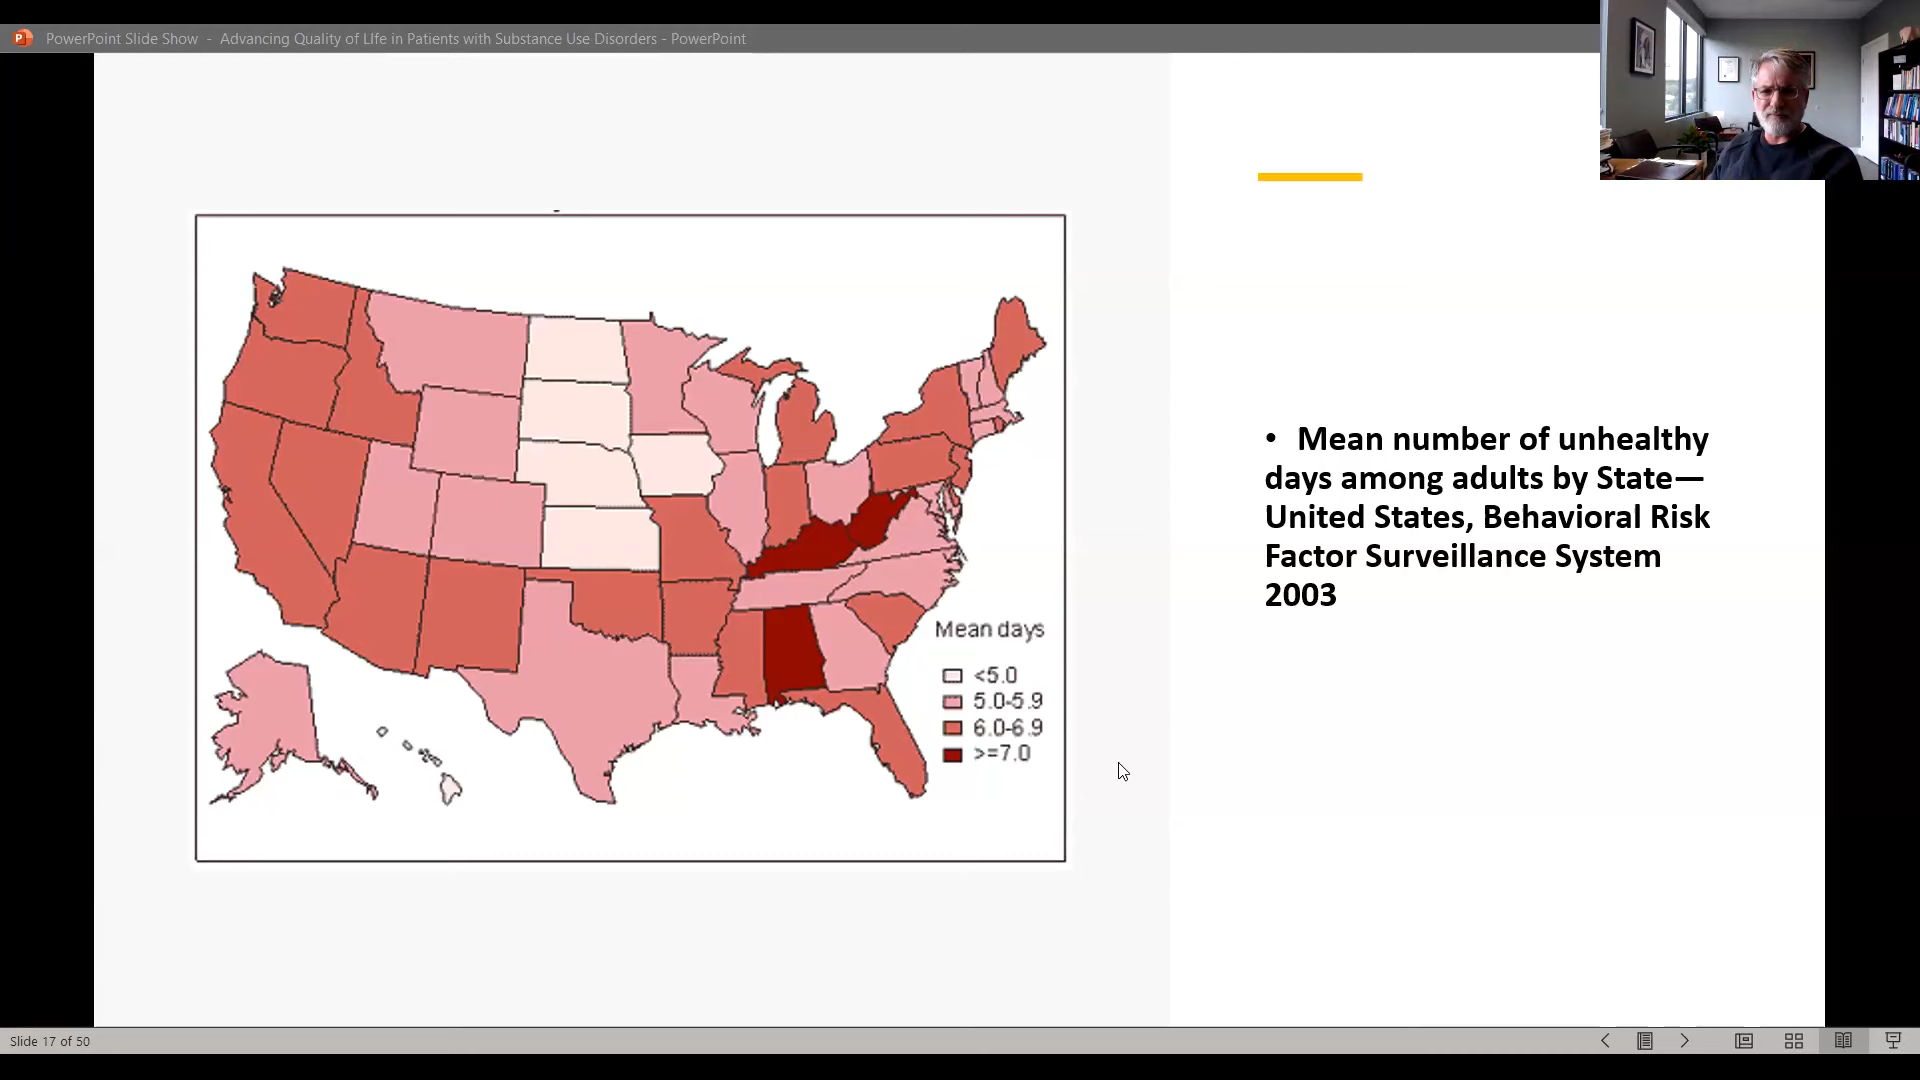 PowerPoint Slide Show - Advancing Quality of LIfe in Patients with Substance Use Disorders - PowerPoint
• Mean number of unhealthy
days among adults by State—
United States, Behavioral Risk
Factor Surveillance System
2003
Mean days
<5.0
5.0-5.9
6.0-6.9
>=7.0
Slide 17 of 50